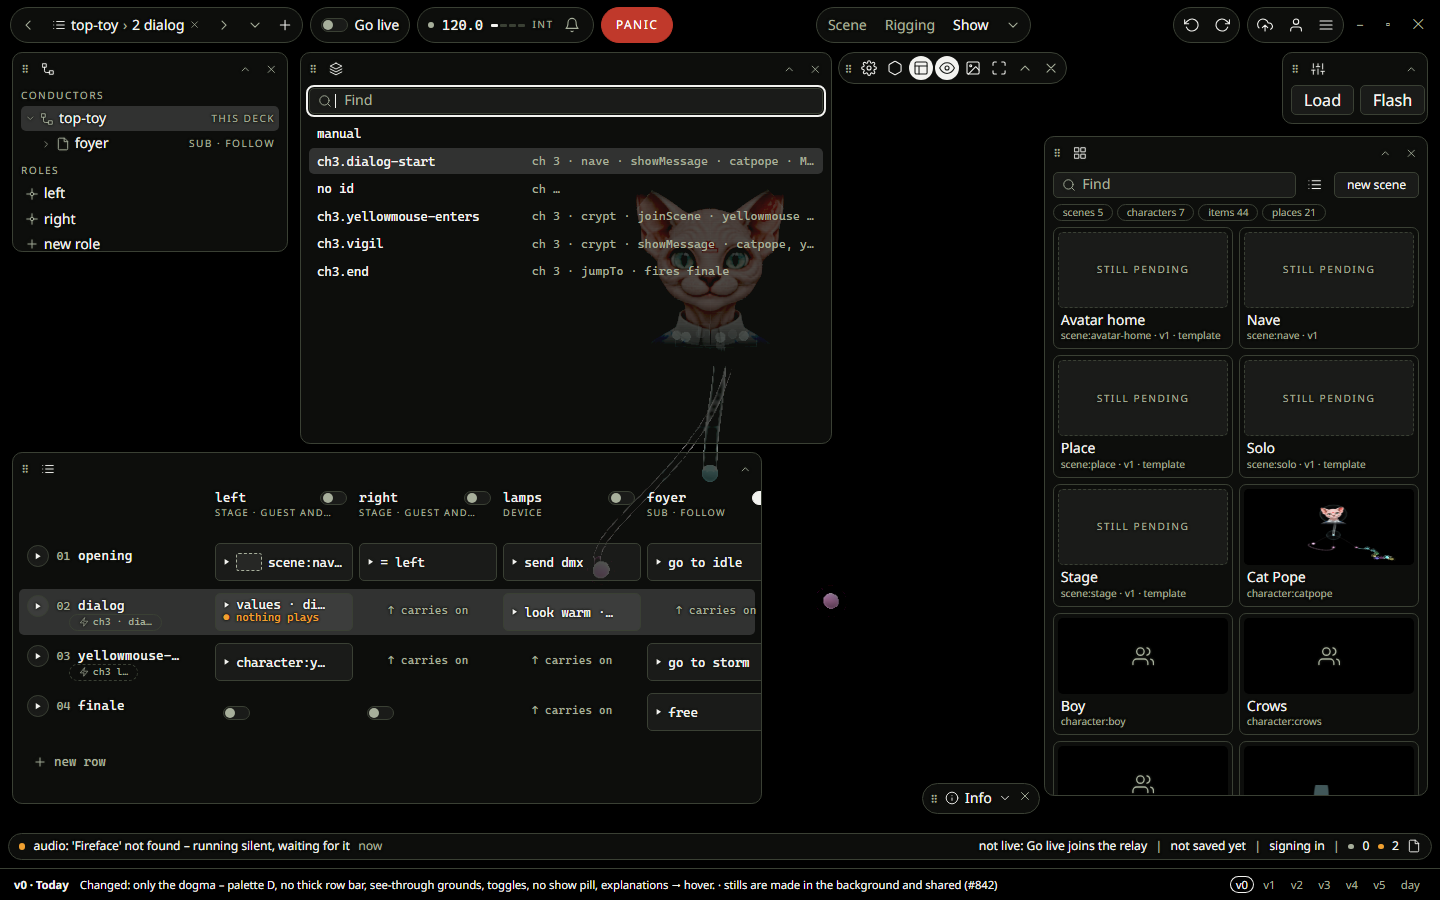 top-toy › 2 dialog
Go live
120.0
INT
PANIC
Scene
Rigging
Show
CONDUCTORS
top-toy
THIS DECK
foyer
SUB · FOLLOW
ROLES
left
right
new role
Find
manual
ch3.dialog-start
ch 3 · nave · showMessage · catpope · M…
no id
ch …
ch3.yellowmouse-enters
ch 3 · crypt · joinScene · yellowmouse …
ch3.vigil
ch 3 · crypt · showMessage · catpope, y…
ch3.end
ch 3 · jumpTo · fires finale
Load
Flash
Find
new scene
scenes 5
characters 7
items 44
places 21
STILL PENDING
STILL PENDING
Avatar home
scene:avatar-home · v1 · template
Nave
scene:nave · v1
STILL PENDING
STILL PENDING
Place
scene:place · v1 · template
Solo
scene:solo · v1 · template
STILL PENDING
Stage
scene:stage · v1 · template
Cat Pope
character:catpope
Boy
character:boy
Crows
character:crows
left
STAGE · GUEST AND…
right
STAGE · GUEST AND…
lamps
DEVICE
foyer
SUB · FOLLOW
01 opening
scene:nav…
= left
send dmx
go to idle
02 dialog
ch3 · dia…
values · di…
nothing plays
↑ carries on
look warm ·…
↑ carries on
03 yellowmouse-…
ch3 l…
character:y…
↑ carries on
↑ carries on
go to storm
04 finale
↑ carries on
free
new row
Info
audio: 'Fireface' not found – running silent, waiting for it now
not live: Go live joins the relay | not saved yet | signing in | 0 2
v0 · Today Changed: only the dogma – palette D, no thick row bar, see-through grounds, toggles, no show pill, explanations → hover. · stills are made in the background and shared (#842)
v0 v1 v2 v3 v4 v5 day